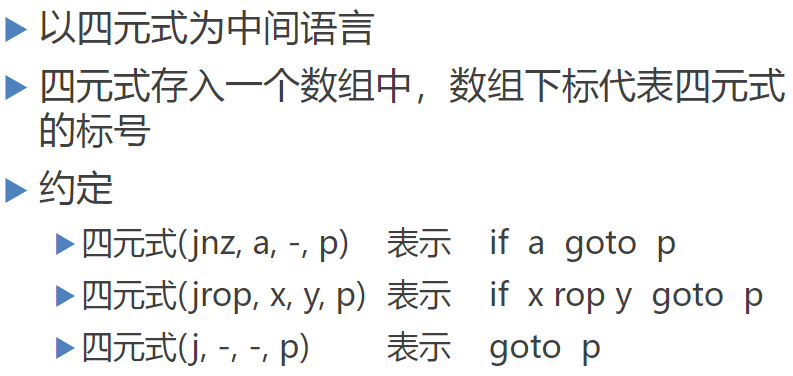 以四元式为中间语言
四元式存入一个数组中，数组下标代表四元式
的标号
约定
四元式(jnz, a, -, p) 表示 if a goto p
四元式(jrop, x, y, p) 表示 if x rop y goto p
四元式(j, -, -, p) 表示 goto p